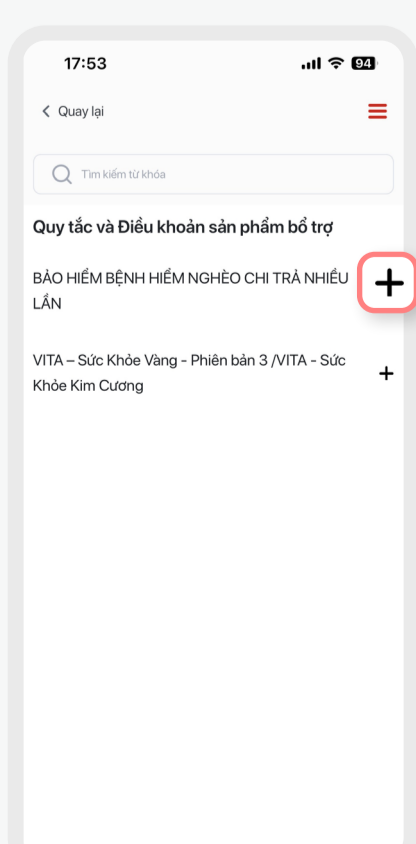 17:53
94
Quay lại
Tìm kiếm từ khóa
Quy tắc và Điều khoản sản phẩm bổ trợ
BẢO HIỂM BỆNH HIỂM NGHÈO CHI TRẢ NHIỀU
LẦN
VITA – Sức Khỏe Vàng - Phiên bản 3 /VITA - Sức
Khỏe Kim Cương